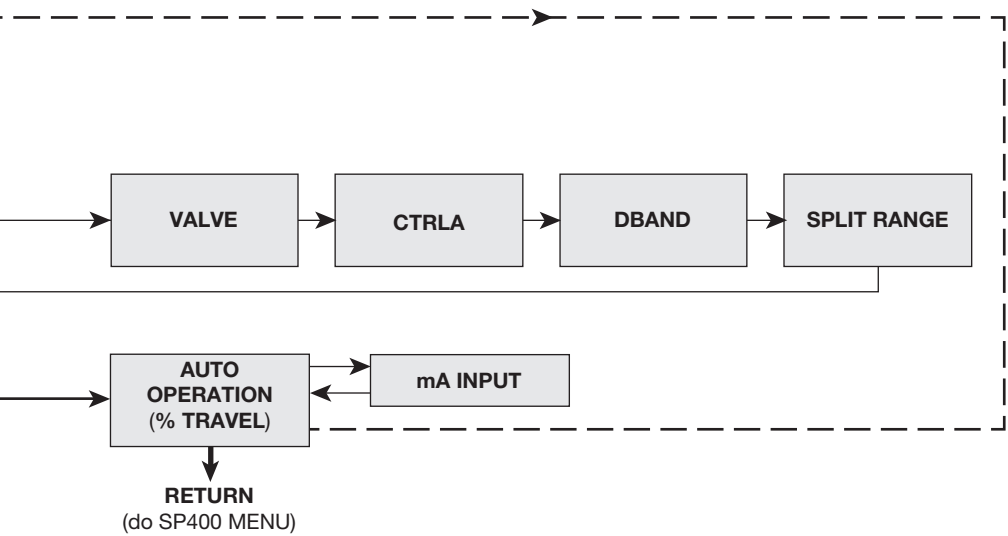 VALVE
CTRLA
DBAND
SPLIT RANGE
AUTO
OPERATION
(% TRAVEL)
mA INPUT
RETURN
(do SP400 MENU)